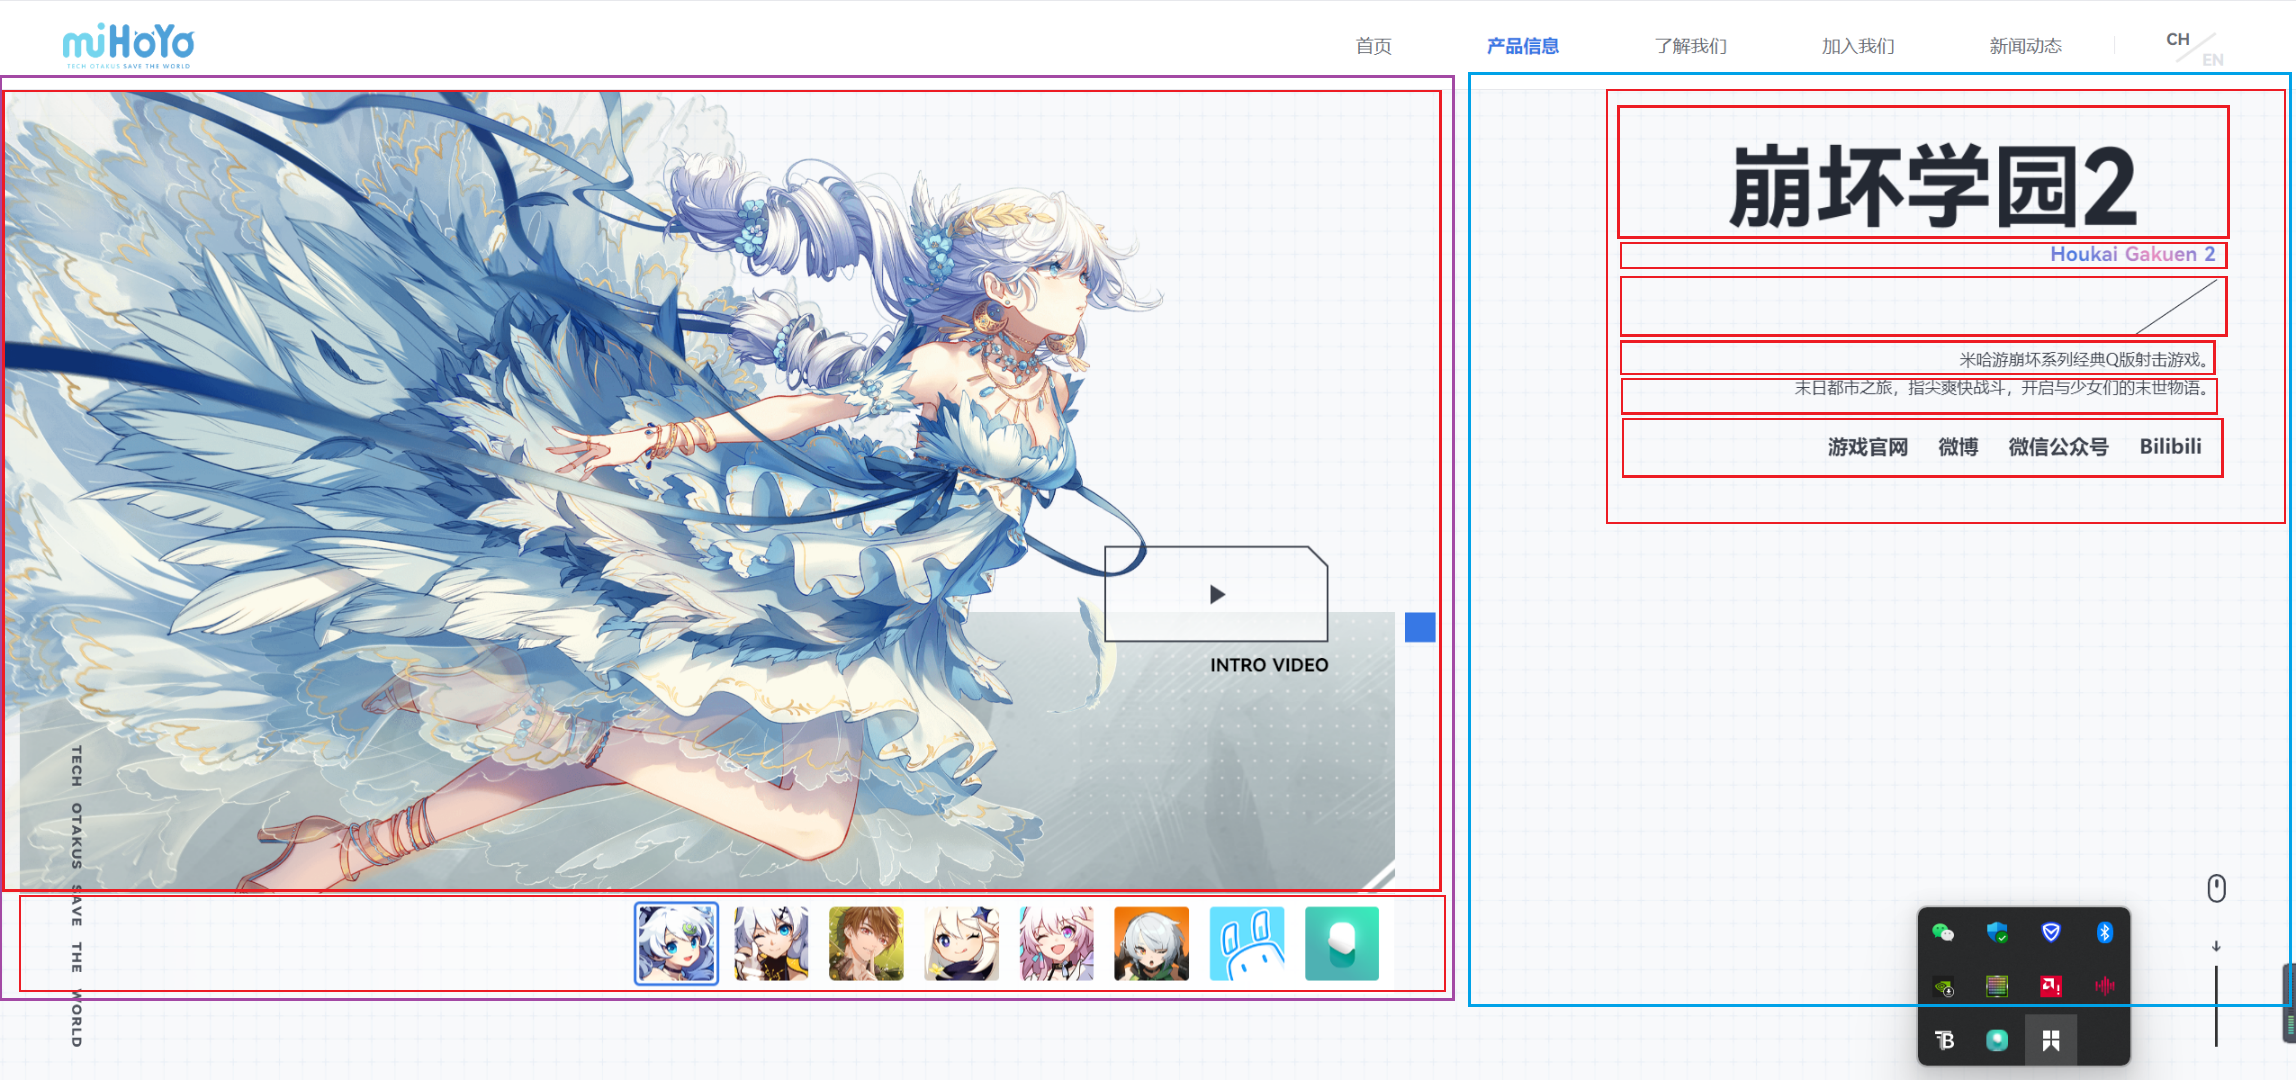 miHoYo
TECH OTAKUS SAVE THE WORLD
首页
产品信息
了解我们
加入我们
新闻动态
CH
EN
崩坏学园2
Houkai Gakuen 2
米哈游崩坏系列经典Q版射击游戏。
末日都市之旅，指尖爽快战斗，开启与少女们的末世物语。
游戏官网 微博 微信公众号 Bilibili
INTRO VIDEO
TECH OTAKUS SAVE THE WORLD